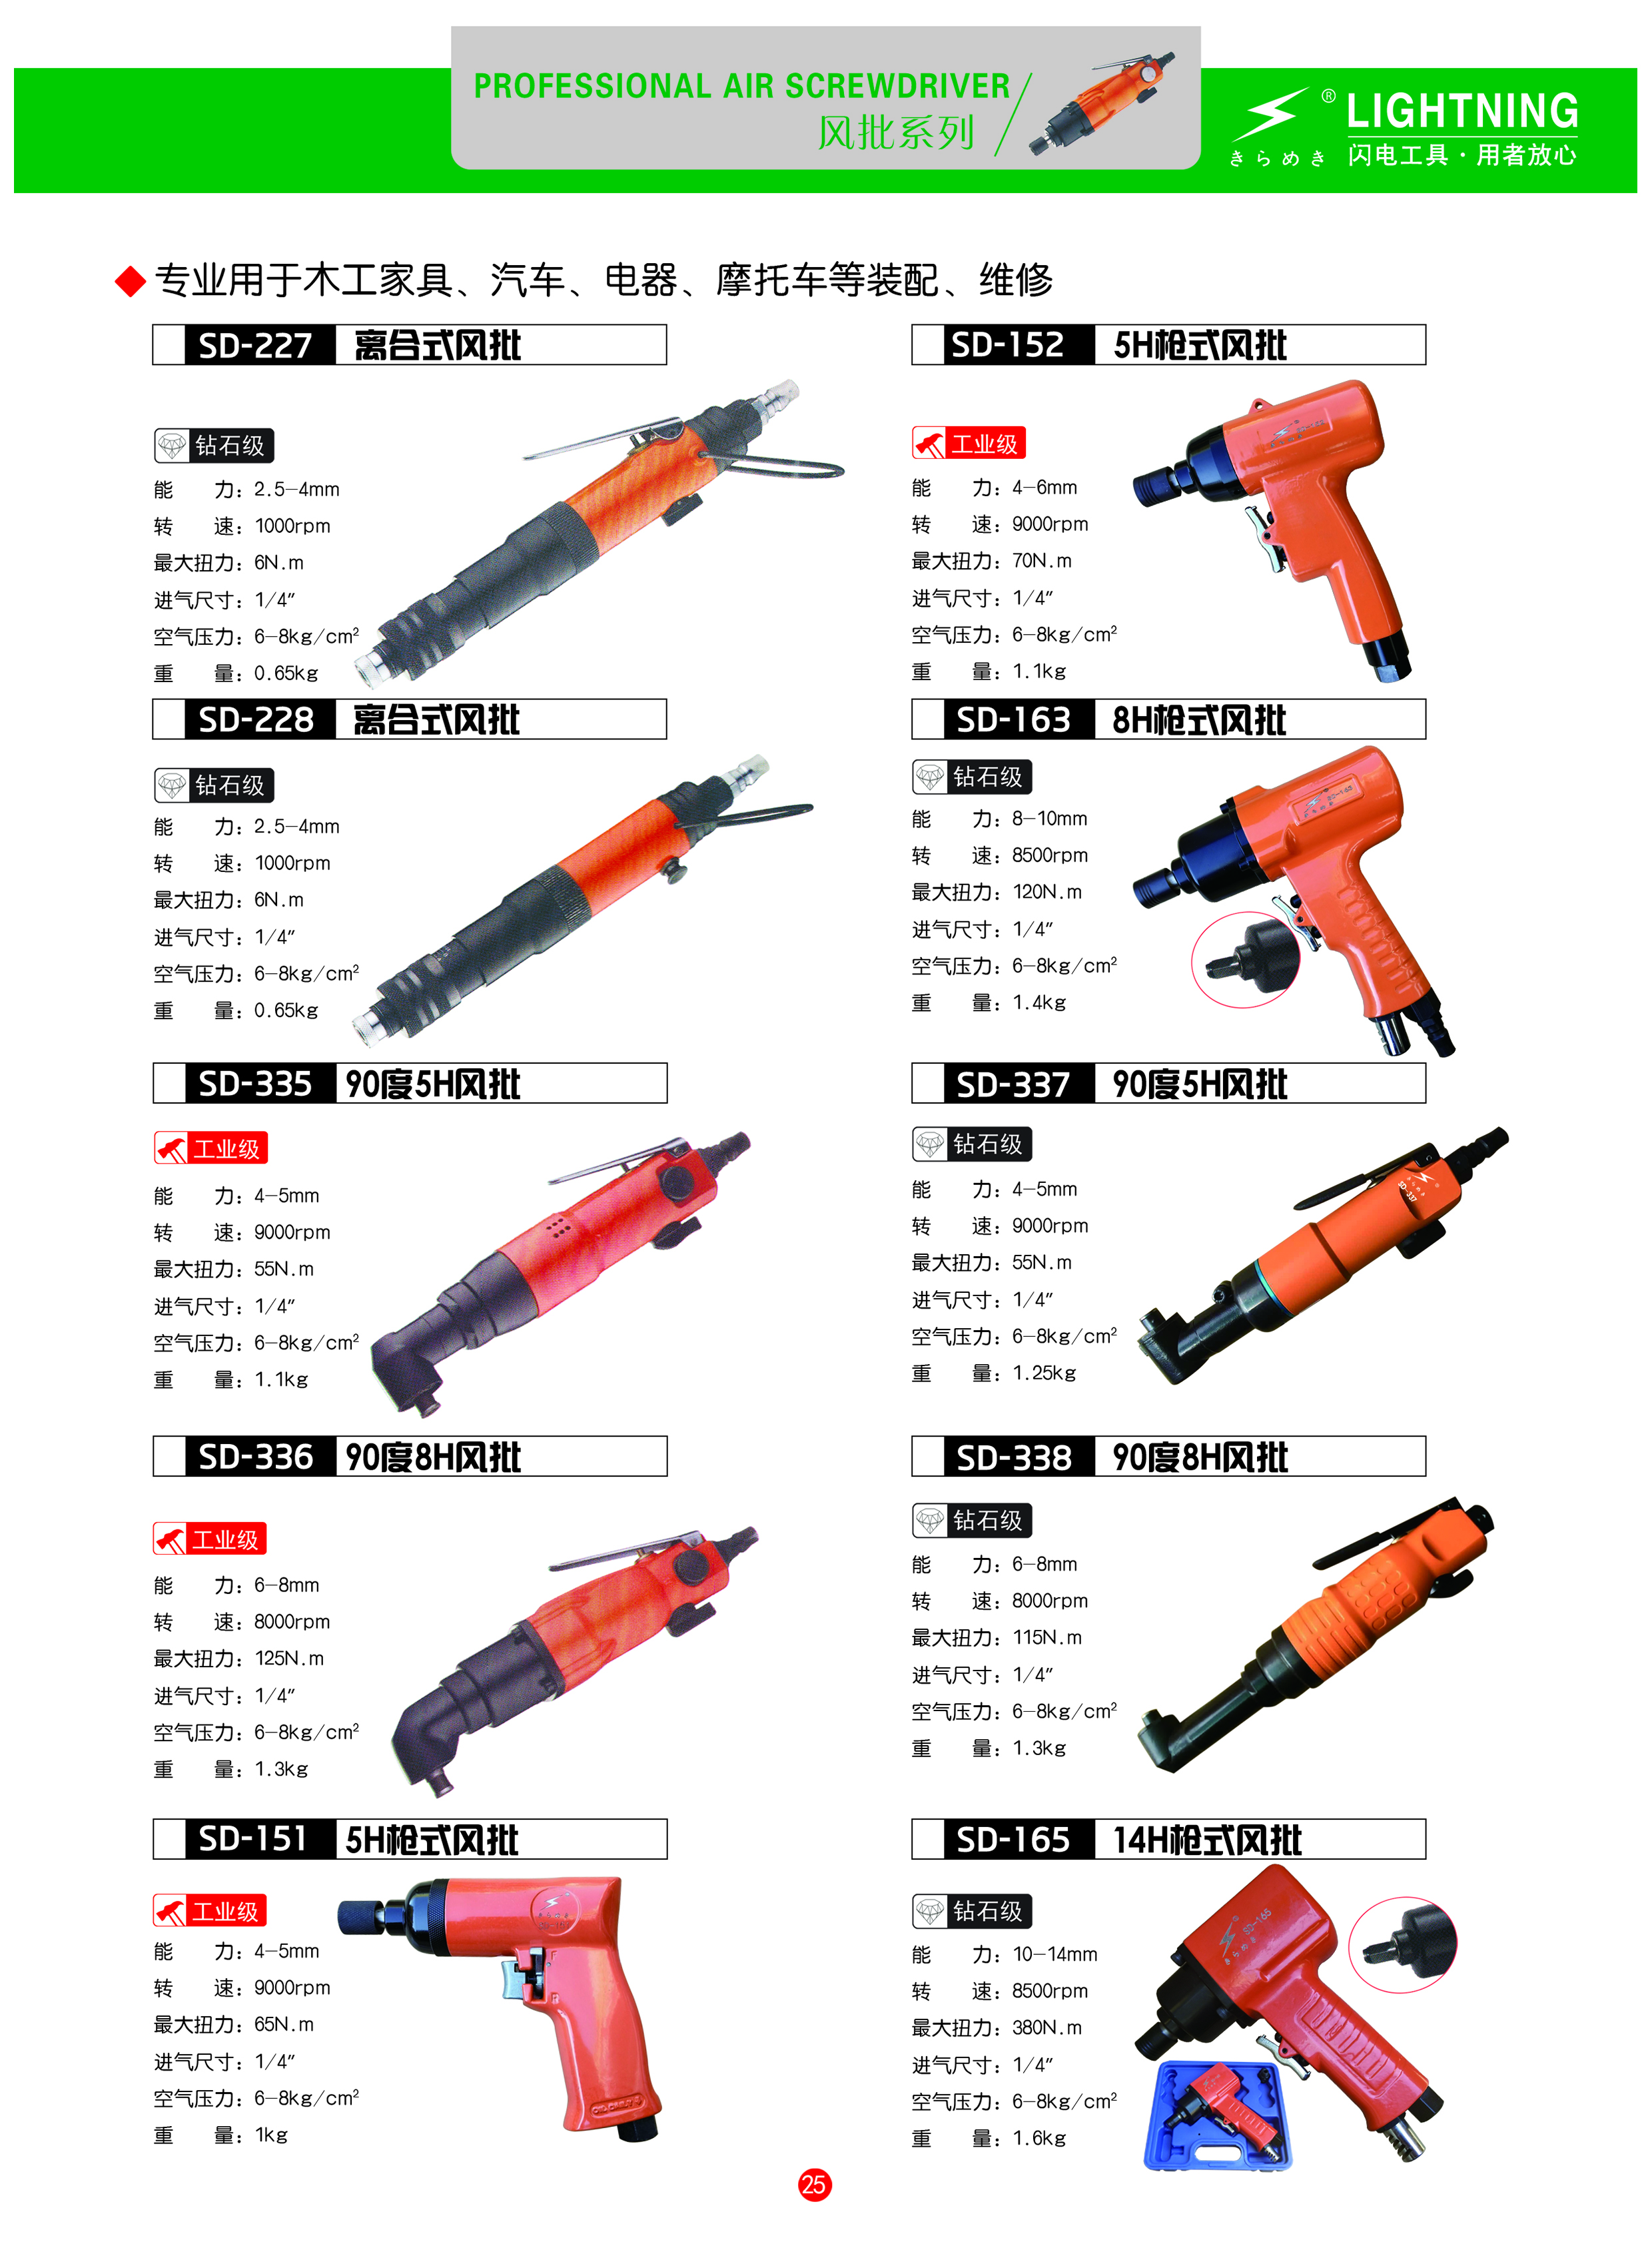 PROFESSIONAL AIR SCREWDRIVER
风批系列
® LIGHTNING
きらめき 闪电工具·用者放心
专业用于木工家具、汽车、电器、摩托车等装配、维修
SD-227 离合式风批
钻石级
能 力：2.5-4mm
转 速：1000rpm
最大扭力：6N.m
进气尺寸：1/4"
空气压力：6-8kg/cm²
重 量：0.65kg
SD-152 5H枪式风批
工业级
能 力：4-6mm
转 速：9000rpm
最大扭力：70N.m
进气尺寸：1/4"
空气压力：6-8kg/cm²
重 量：1.1kg
SD-228 离合式风批
钻石级
能 力：2.5-4mm
转 速：1000rpm
最大扭力：6N.m
进气尺寸：1/4"
空气压力：6-8kg/cm²
重 量：0.65kg
SD-163 8H枪式风批
钻石级
能 力：8-10mm
转 速：8500rpm
最大扭力：120N.m
进气尺寸：1/4"
空气压力：6-8kg/cm²
重 量：1.4kg
SD-335 90度5H风批
工业级
能 力：4-5mm
转 速：9000rpm
最大扭力：55N.m
进气尺寸：1/4"
空气压力：6-8kg/cm²
重 量：1.1kg
SD-337 90度5H风批
钻石级
能 力：4-5mm
转 速：9000rpm
最大扭力：55N.m
进气尺寸：1/4"
空气压力：6-8kg/cm²
重 量：1.25kg
きらめき
SD-337
SD-336 90度8H风批
工业级
能 力：6-8mm
转 速：8000rpm
最大扭力：125N.m
进气尺寸：1/4"
空气压力：6-8kg/cm²
重 量：1.3kg
SD-338 90度8H风批
钻石级
能 力：6-8mm
转 速：8000rpm
最大扭力：115N.m
进气尺寸：1/4"
空气压力：6-8kg/cm²
重 量：1.3kg
SD-151 5H枪式风批
工业级
能 力：4-5mm
转 速：9000rpm
最大扭力：65N.m
进气尺寸：1/4"
空气压力：6-8kg/cm²
重 量：1kg
SD-165 14H枪式风批
钻石级
能 力：10-14mm
转 速：8500rpm
最大扭力：380N.m
进气尺寸：1/4"
空气压力：6-8kg/cm²
重 量：1.6kg
きらめき
SD-165
25